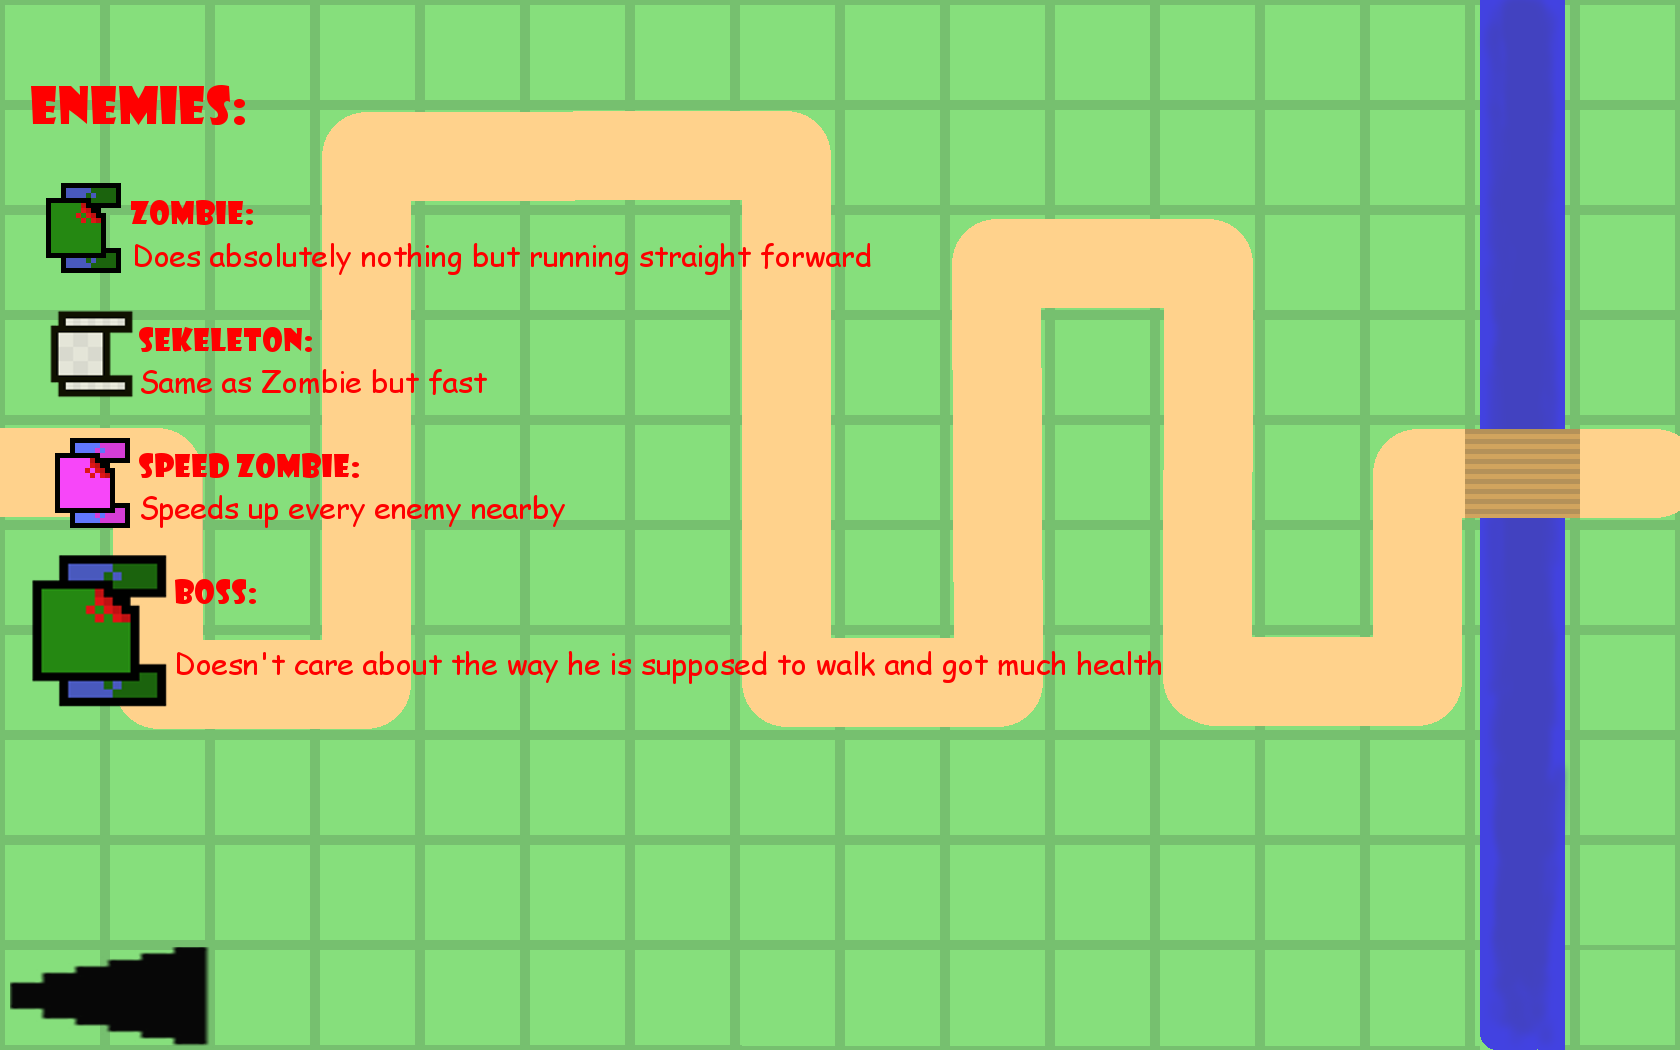 ENEMIES:
ZOMBIE:
Does absolutely nothing but running straight forward
SEKELETON:
Same as Zombie but fast
SPEED ZOMBIE:
Speeds up every enemy nearby
BOSS:
Doesn't care about the way he is supposed to walk and got much health